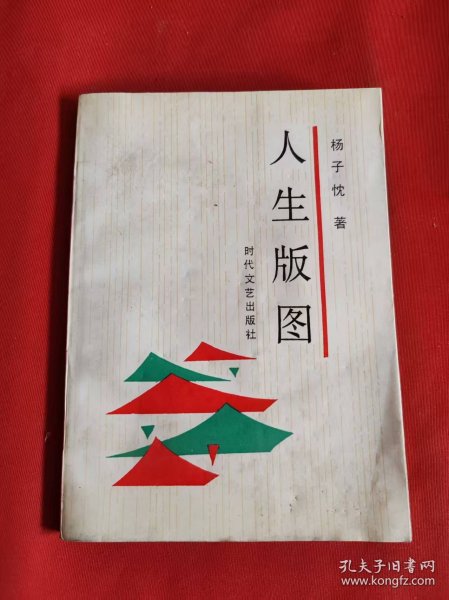 杨子忱 著
人生版图
时代文艺出版社
孔夫子旧书网
www.kongfz.com